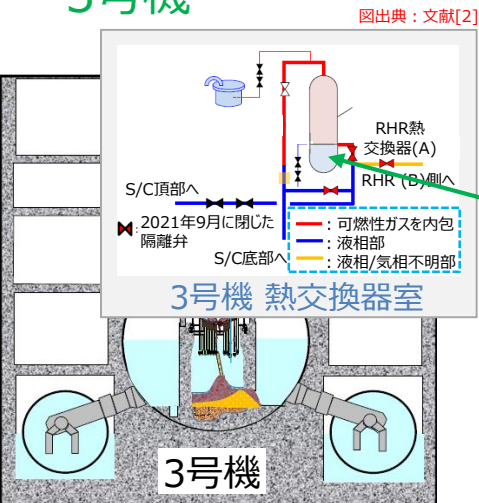 3号機
図出典：文献[2]
RHR熱
交換器(A)
RHR (B)側へ
S/C頂部へ
：2021年9月に閉じた
隔離弁
S/C底部へ
：可燃性ガスを内包
：液相部
：液相/気相不明部
3号機 熱交換器室
3号機